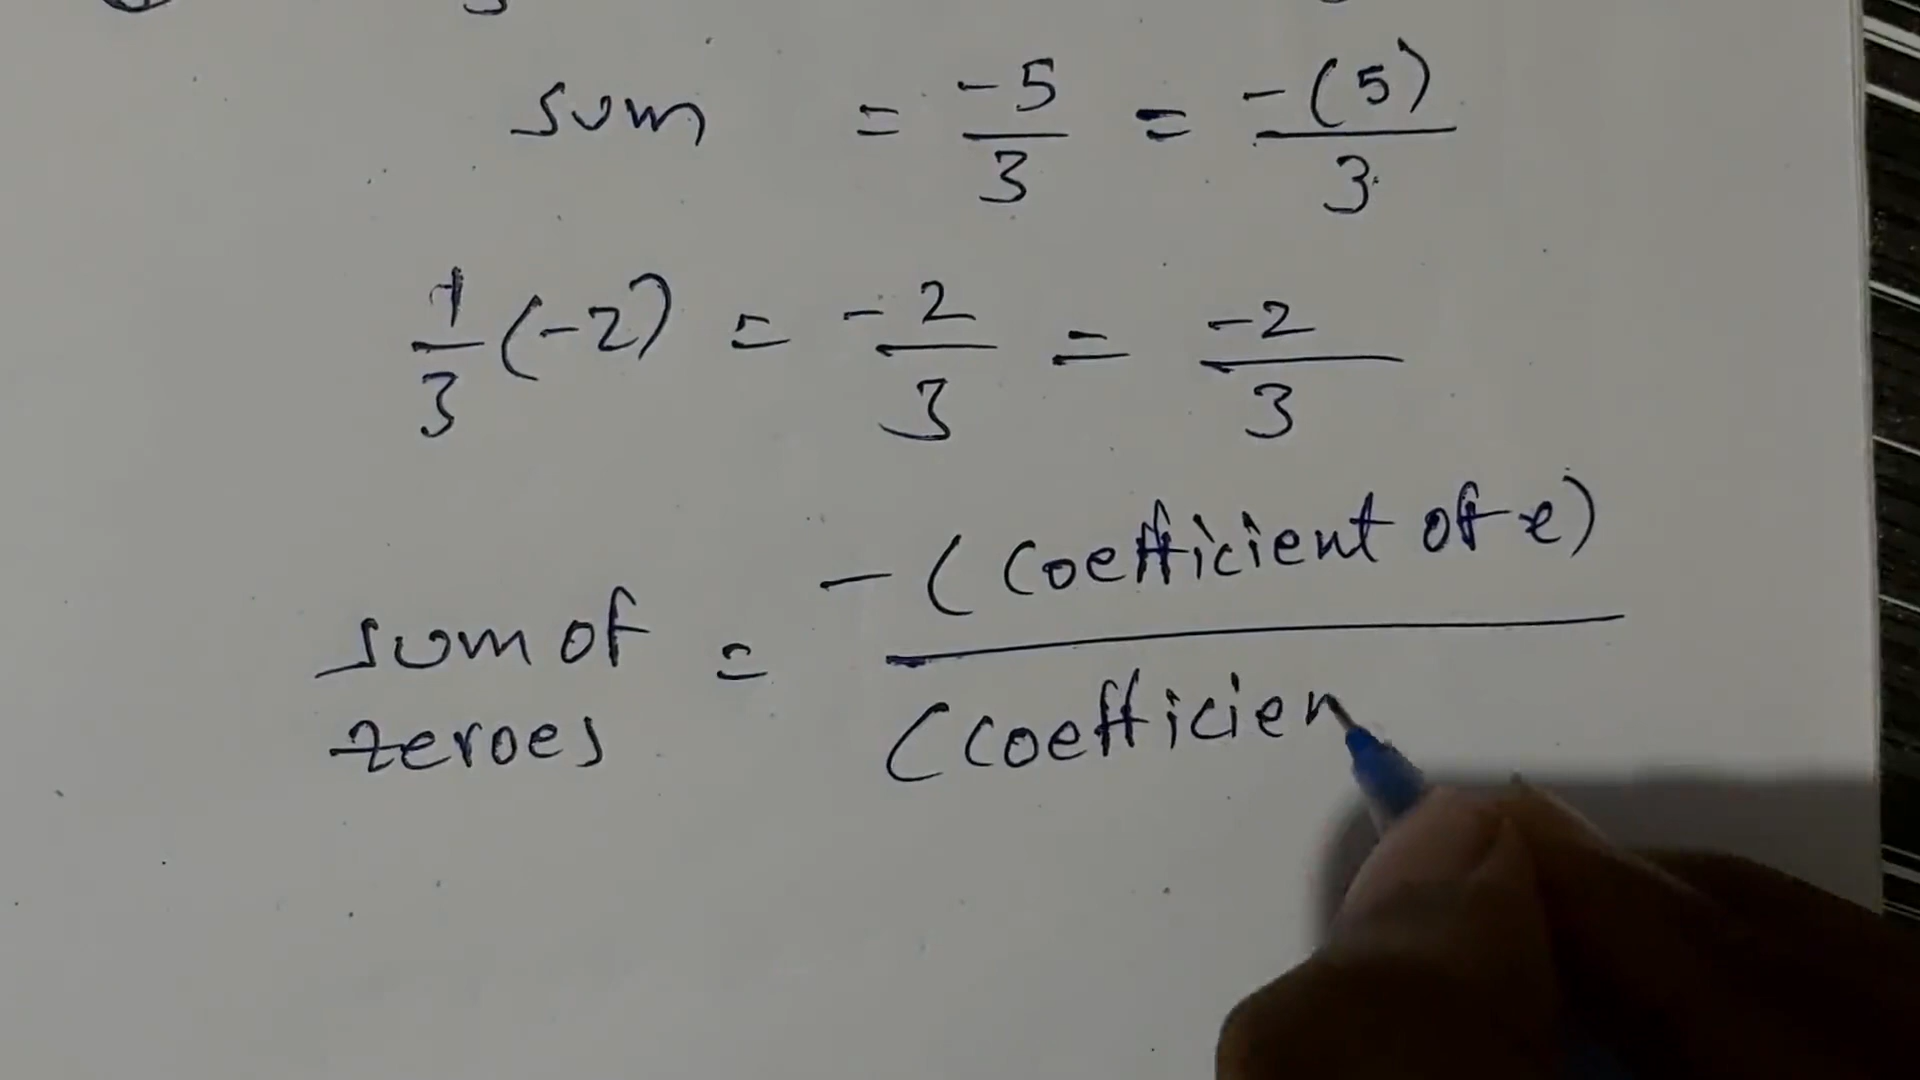 sum = -5/3 = -(5)/3
1/3 (-2) = -2/3 = -2/3
sum of zeroes = -(coefficient of x)/(coefficien